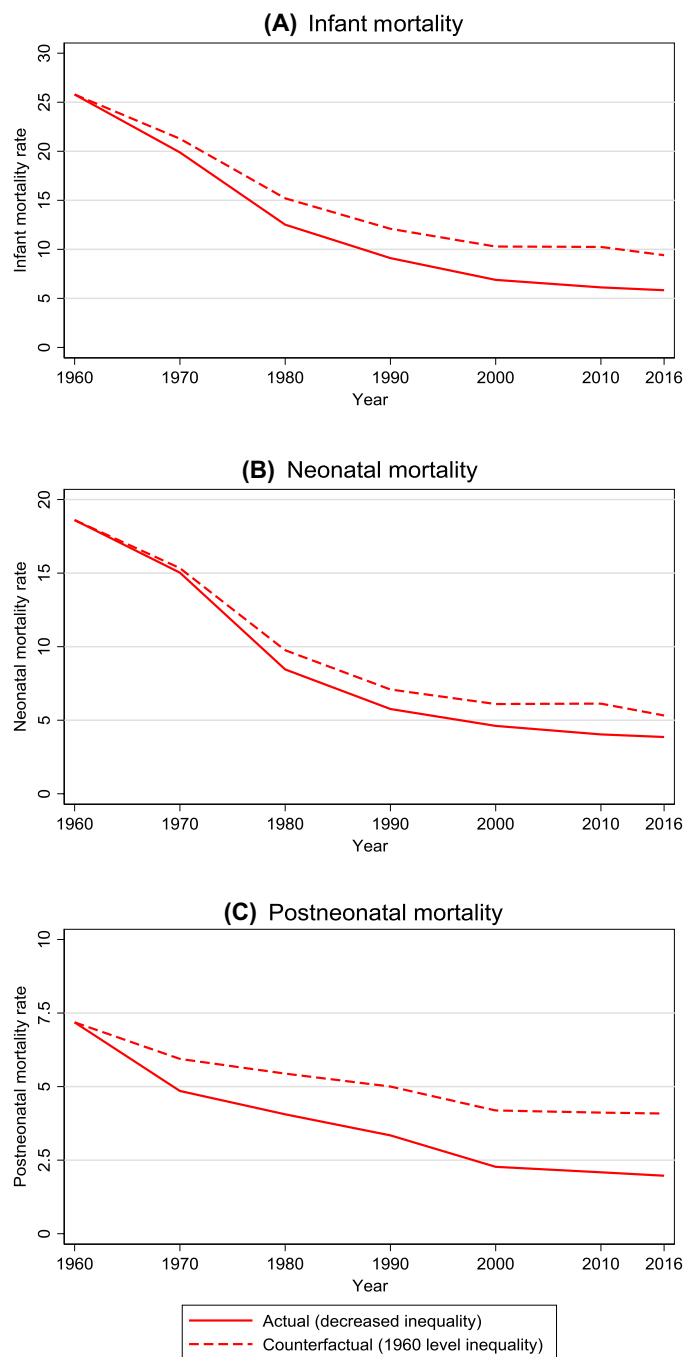 (A) Infant mortality
Infant mortality rate
30
25
20
15
10
5
0
1960 1970 1980 1990 2000 2010 2016
Year
(B) Neonatal mortality
Neonatal mortality rate
20
15
10
5
0
1960 1970 1980 1990 2000 2010 2016
Year
(C) Postneonatal mortality
Postneonatal mortality rate
10
7.5
5
2.5
0
1960 1970 1980 1990 2000 2010 2016
Year
Actual (decreased inequality)
Counterfactual (1960 level inequality)